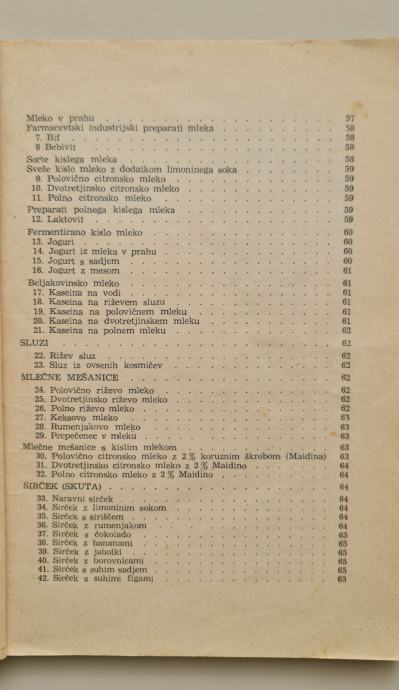 Mleko v prahu . . . . . . . . . . . . . . . . 57
Farmacevtski industrijski preparati mleka . . . . . . . . 58
7. Bif . . . . . . . . . . . . . . . . 58
8 Bebivit . . . . . . . . . . . . . . . . 58
Sorte kislega mleka . . . . . . . . . . . . . . 58
Sveže kislo mleko z dodatkom limoninega soka . . . . . . . 59
9. Polovično citronsko mleko . . . . . . . . . . . 59
10. Dvotretjinsko citronsko mleko . . . . . . . . . . 59
11. Polno citronsko mleko . . . . . . . . . . . . 59
Preparati polnega kislega mleka . . . . . . . . . . 59
12. Laktovit . . . . . . . . . . . . . . . 59
Fermentirano kislo mleko . . . . . . . . . . . . 60
13. Jogurt . . . . . . . . . . . . . . . . 60
14. Jogurt iz mleka v prahu . . . . . . . . . . . 60
15. Jogurt s sadjem . . . . . . . . . . . . . 60
16. Jogurt z mesom . . . . . . . . . . . . . 61
Beljakovinsko mleko . . . . . . . . . . . . . 61
17. Kaseina na vodi . . . . . . . . . . . . . 61
18. Kaseina na riževem sluzu . . . . . . . . . . 61
19. Kaseina na polovičnem mleku . . . . . . . . . 61
20. Kaseina na dvotretjinskem mleku . . . . . . . . 61
21. Kaseina na polnem mleku . . . . . . . . . . 62
SLUZI . . . . . . . . . . . . . . . . . . 62
22. Rižev sluz . . . . . . . . . . . . . . 62
23. Sluz iz ovsenih kosmičev . . . . . . . . . . 62
MLEČNE MEŠANICE . . . . . . . . . . . . . . 62
24. Polovično riževo mleko . . . . . . . . . . . 62
25. Dvotretjinsko riževo mleko . . . . . . . . . . 62
26. Polno riževo mleko . . . . . . . . . . . . 62
27. Keksovo mleko . . . . . . . . . . . . . 63
28. Rumenjakovo mleko . . . . . . . . . . . . 63
29. Prepečenec v mleku . . . . . . . . . . . . 63
Mlečne mešanice s kislim mlekom . . . . . . . . . . 63
30. Polovično citronsko mleko z 2 % koruznim škrobom (Maidina) 63
31. Dvotretjinsko citronsko mleko z 2 % Maidino . . . . . 64
32. Polno citronsko mleko z 2 % Maidino . . . . . . . 64
SIRČEK (SKUTA) . . . . . . . . . . . . . . . 64
33. Naravni sirček . . . . . . . . . . . . . 64
34. Sirček z limoninim sokom . . . . . . . . . . 64
35. Sirček s siriščem . . . . . . . . . . . . 64
36. Sirček z rumenjakom . . . . . . . . . . . 64
37. Sirček s čokolado . . . . . . . . . . . . 65
38. Sirček z bananami . . . . . . . . . . . . 65
39. Sirček z jabolki . . . . . . . . . . . . . 65
40. Sirček z borovnicami . . . . . . . . . . . 65
41. Sirček s suhim sadjem . . . . . . . . . . . 65
42. Sirček s suhimi figami . . . . . . . . . . . 65